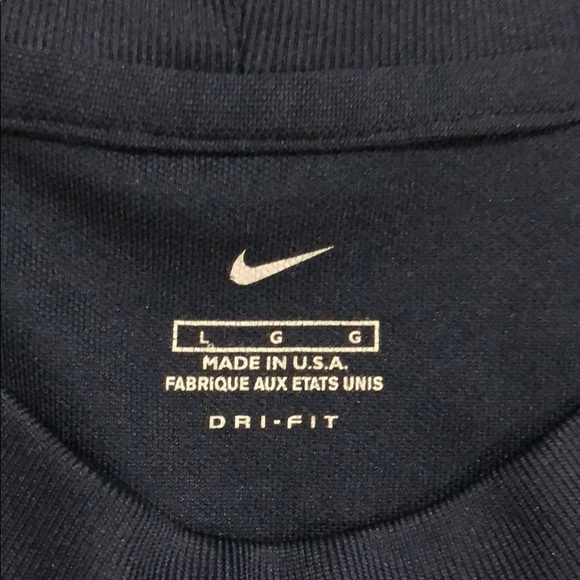 L G G
MADE IN U.S.A.
FABRIQUE AUX ETATS UNIS
DRI-FIT